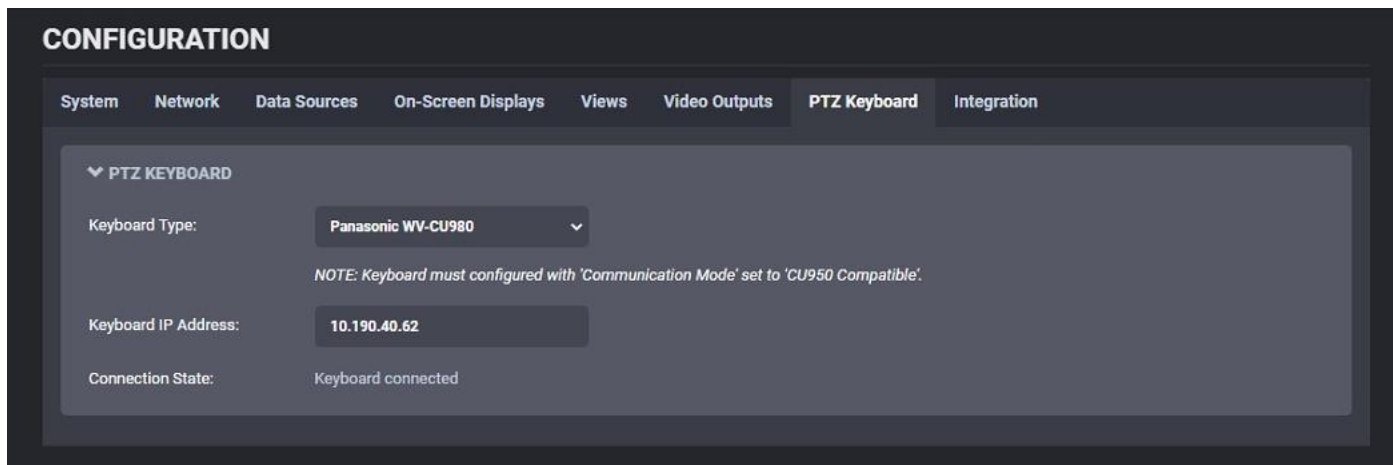 CONFIGURATION
System Network Data Sources On-Screen Displays Views Video Outputs PTZ Keyboard Integration
PTZ KEYBOARD
Keyboard Type: Panasonic WV-CU980
NOTE: Keyboard must configured with 'Communication Mode' set to 'CU950 Compatible'.
Keyboard IP Address: 10.190.40.62
Connection State: Keyboard connected